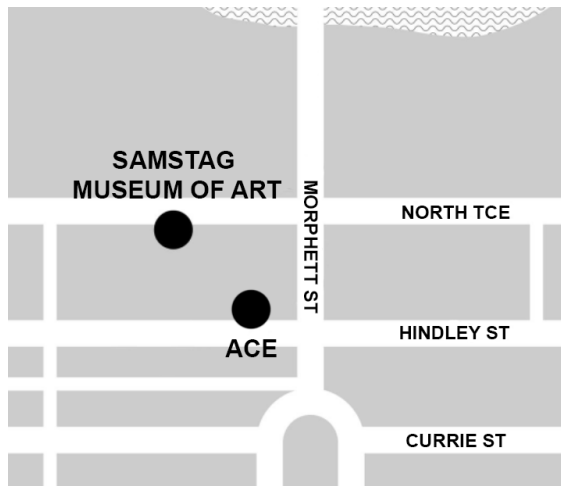 SAMSTAG
MUSEUM OF ART
MORPHETT ST
NORTH TCE
HINDLEY ST
ACE
CURRIE ST